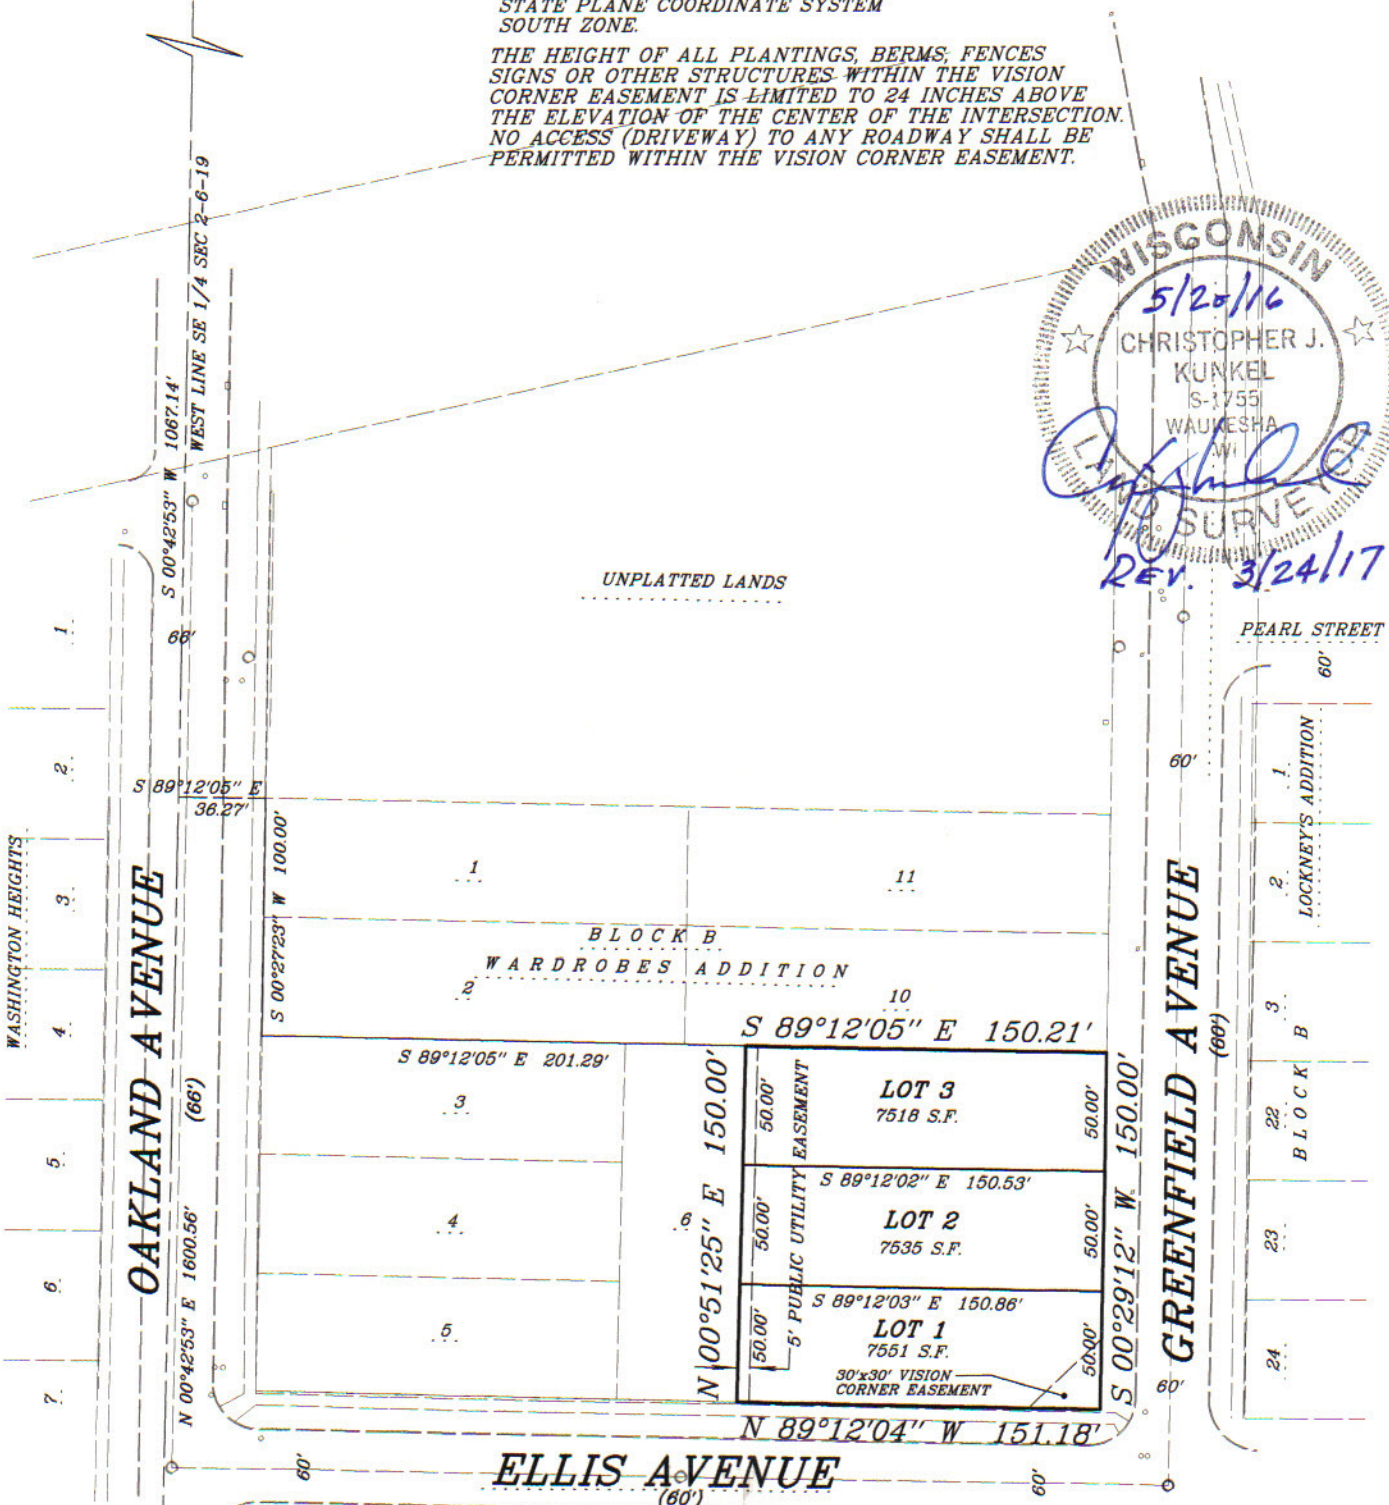 STATE PLANE COORDINATE SYSTEM
SOUTH ZONE.
THE HEIGHT OF ALL PLANTINGS, BERMS, FENCES
SIGNS OR OTHER STRUCTURES WITHIN THE VISION
CORNER EASEMENT IS LIMITED TO 24 INCHES ABOVE
THE ELEVATION OF THE CENTER OF THE INTERSECTION.
NO ACCESS (DRIVEWAY) TO ANY ROADWAY SHALL BE
PERMITTED WITHIN THE VISION CORNER EASEMENT.
S 00°42'53" W 1067.14'
WEST LINE SE 1/4 SEC 2-6-19
WISCONSIN
5/20/16
CHRISTOPHER J.
KUNKEL
S-1755
WAUKESHA,
WI
LAND SURVEYOR
REV. 3/24/17
UNPLATTED LANDS
PEARL STREET
60'
66'
60'
S 89°12'05" E
36.27'
S 00°27'23" W 100.00'
WASHINGTON HEIGHTS
1
2
3
4
5
6
7
OAKLAND AVENUE
(66')
N 00°42'53" E 1600.56'
1
11
BLOCK B
WARDROBES ADDITION
2
10
S 89°12'05" E 150.21'
S 89°12'05" E 201.29'
3
4
5
6
N 00°51'25" E 150.00'
50.00'
LOT 3
7518 S.F.
50.00'
5' PUBLIC UTILITY EASEMENT
S 89°12'02" E 150.53'
50.00'
LOT 2
7535 S.F.
50.00'
S 89°12'03" E 150.86'
50.00'
LOT 1
7551 S.F.
50.00'
30'x30' VISION
CORNER EASEMENT
S 00°29'12" W 150.00'
GREENFIELD AVENUE
(60')
60'
LOCKNEY'S ADDITION
BLOCK B
1
2
3
22
23
24
N 89°12'04" W 151.18'
60'
ELLIS AVENUE
(60')
60'